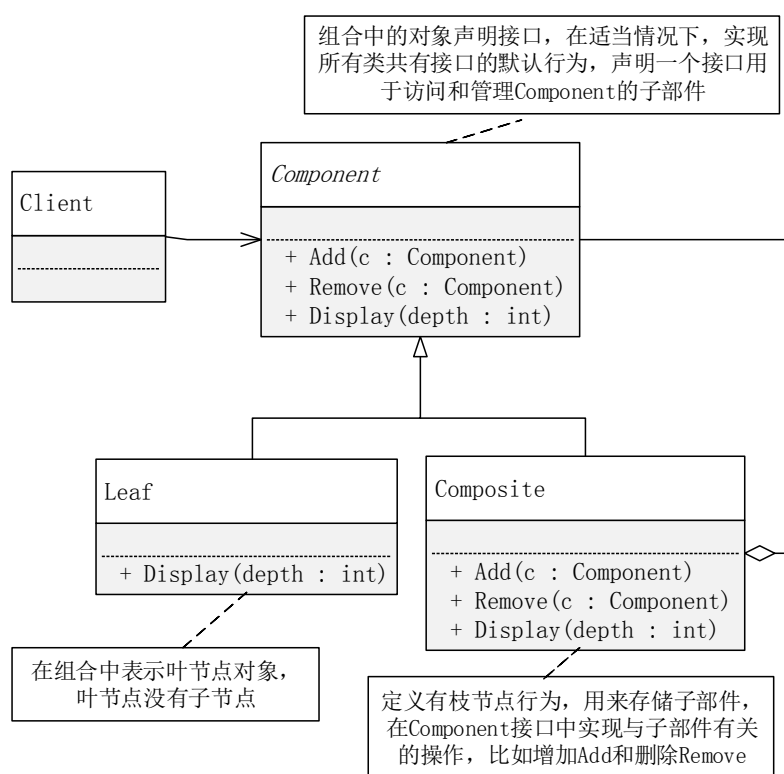 组合中的对象声明接口，在适当情况下，实现
所有类共有接口的默认行为，声明一个接口用
于访问和管理Component的子部件
Component
Client
+ Add(c : Component)
+ Remove(c : Component)
+ Display(depth : int)
Leaf
+ Display(depth : int)
Composite
+ Add(c : Component)
+ Remove(c : Component)
+ Display(depth : int)
在组合中表示叶节点对象，
叶节点没有子节点
定义有枝节点行为，用来存储子部件，
在Component接口中实现与子部件有关
的操作，比如增加Add和删除Remove